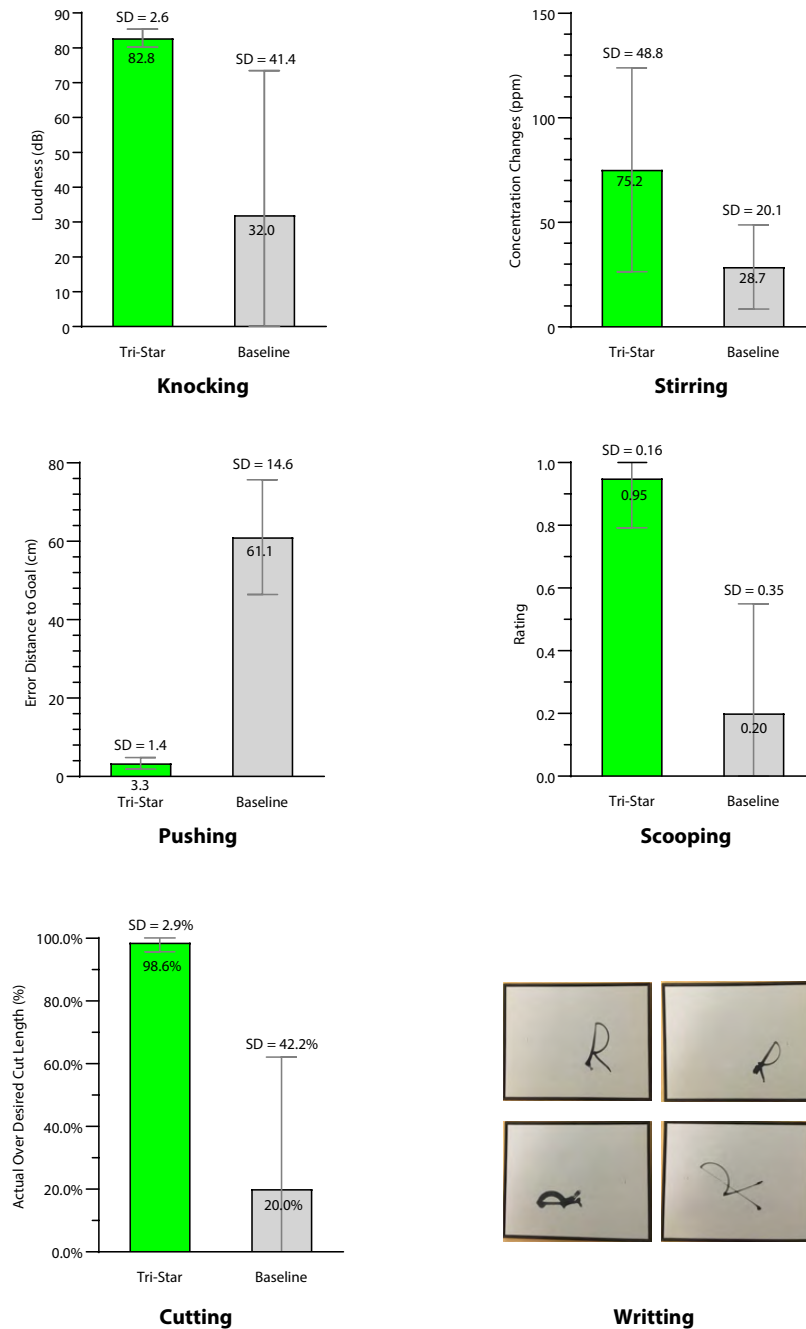 SD = 2.6
SD = 41.4
82.8
32.0
90
80
70
60
50
40
30
20
10
0
Loudness (dB)
Tri-Star
Baseline
Knocking
SD = 48.8
SD = 20.1
75.2
28.7
150
100
50
0
Concentration Changes (ppm)
Tri-Star
Baseline
Stirring
SD = 14.6
SD = 1.4
61.1
3.3
80
60
40
20
0
Error Distance to Goal (cm)
Tri-Star
Baseline
Pushing
SD = 0.16
SD = 0.35
0.95
0.20
1.0
0.8
0.6
0.4
0.2
0.0
Rating
Tri-Star
Baseline
Scooping
SD = 2.9%
SD = 42.2%
98.6%
20.0%
100.0%
80.0%
60.0%
40.0%
20.0%
0.0%
Actual Over Desired Cut Length (%)
Tri-Star
Baseline
Cutting
R
R
R
R
Writting